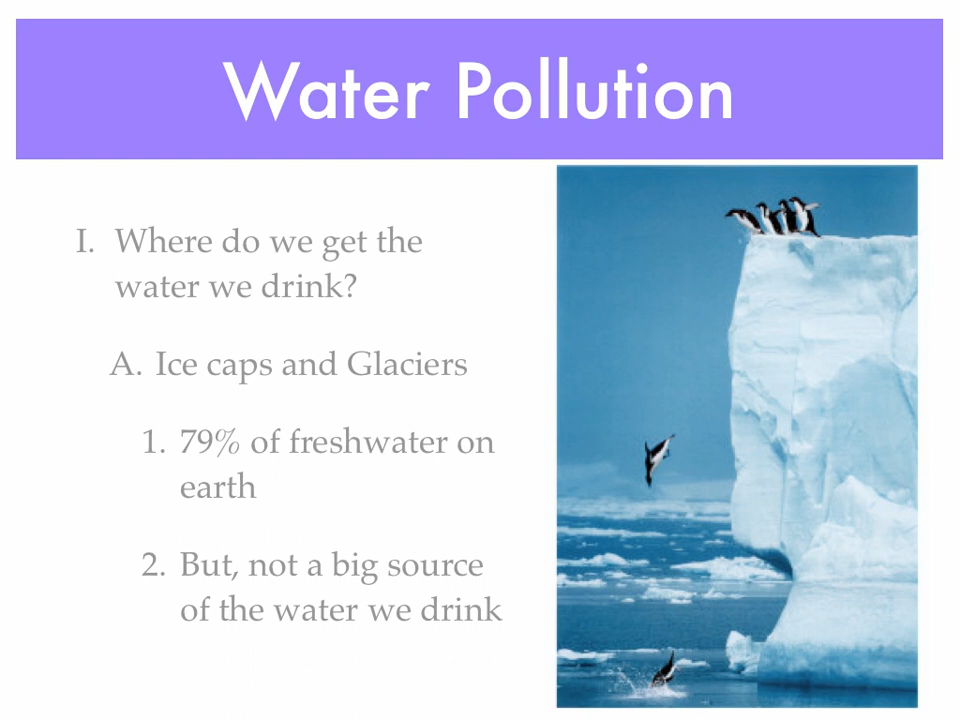 Water Pollution
I. Where do we get the
water we drink?
A. Ice caps and Glaciers
1. 79% of freshwater on
earth
2. But, not a big source
of the water we drink